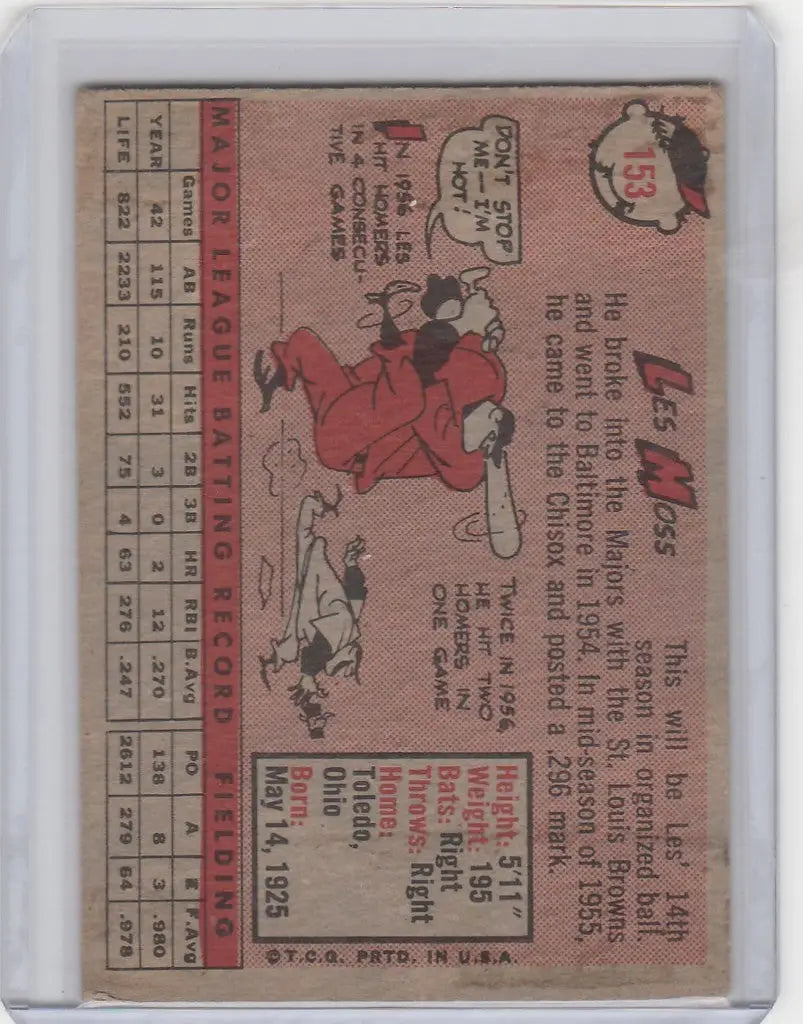 153
LES MOSS
This will be Les' 14th
season in organized ball.
He broke into the Majors with the St. Louis Browns
and went to Baltimore in 1954. In mid-season of 1955,
he came to the Chisox and posted a .296 mark.
DON'T STOP
ME—I'M
HOT!
IN 1956 LES
HIT HOMERS
IN 4 CONSECU-
TIVE GAMES
TWICE IN 1956,
HE HIT TWO
HOMERS IN
ONE GAME
Height: 5'11"
Weight: 195
Bats: Right
Throws: Right
Home:
Toledo,
Ohio
Born:
May 14, 1925
©T.C.G. PRTD. IN U.S.A.
MAJOR LEAGUE BATTING RECORD FIELDING
Games AB Runs Hits 2B 3B HR RBI B.Avg PO A E F.Avg
YEAR 42 115 10 31 3 0 2 12 .270 138 8 3 .980
LIFE 822 2233 210 552 75 4 63 276 .247 2612 279 64 .978